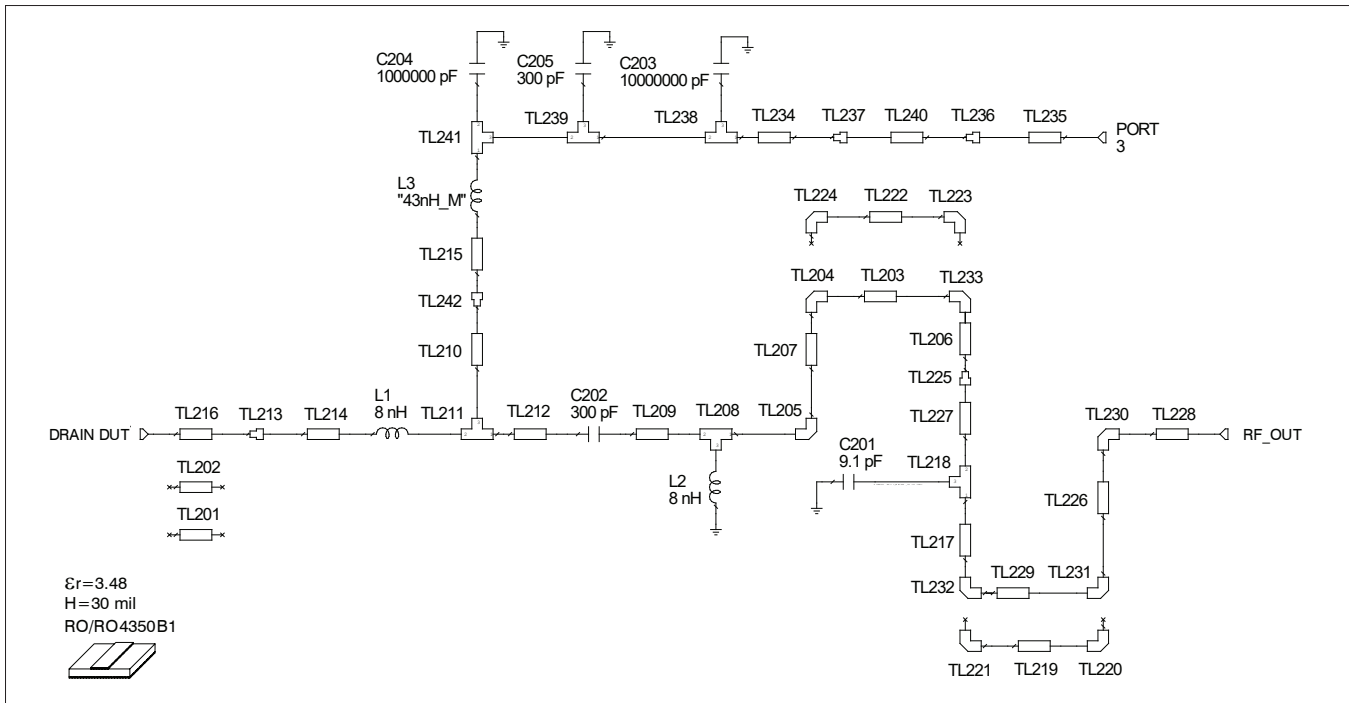 C204
1000000 pF
C205
300 pF
C203
10000000 pF
TL241
TL239
TL238
TL234
TL237
TL240
TL236
TL235
PORT
3
L3
"43nH_M"
TL224
TL222
TL223
TL215
TL204
TL203
TL233
TL242
TL210
TL207
TL206
TL225
TL227
L1
8 nH
C202
300 pF
TL216
TL213
TL214
TL211
TL212
TL209
TL208
TL205
TL230
TL228
DRAIN DUT
RF_OUT
C201
9.1 pF
TL218
TL202
L2
8 nH
TL226
TL201
TL217
εr=3.48
H=30 mil
RO/RO4350B1
TL232
TL229
TL231
TL221
TL219
TL220